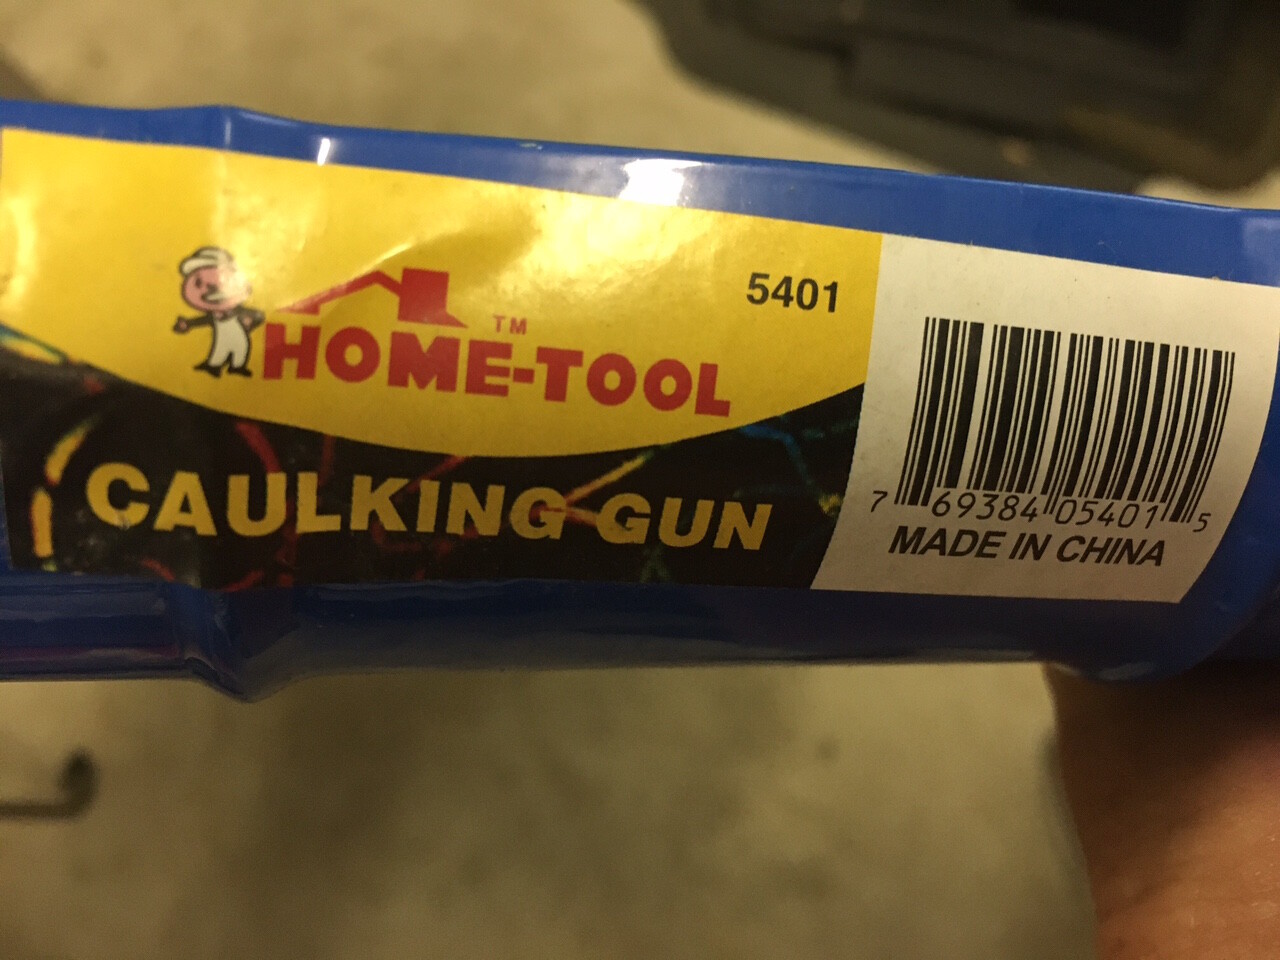 5401
TM
HOME-TOOL
CAULKING GUN
7 69384 05401 5
MADE IN CHINA